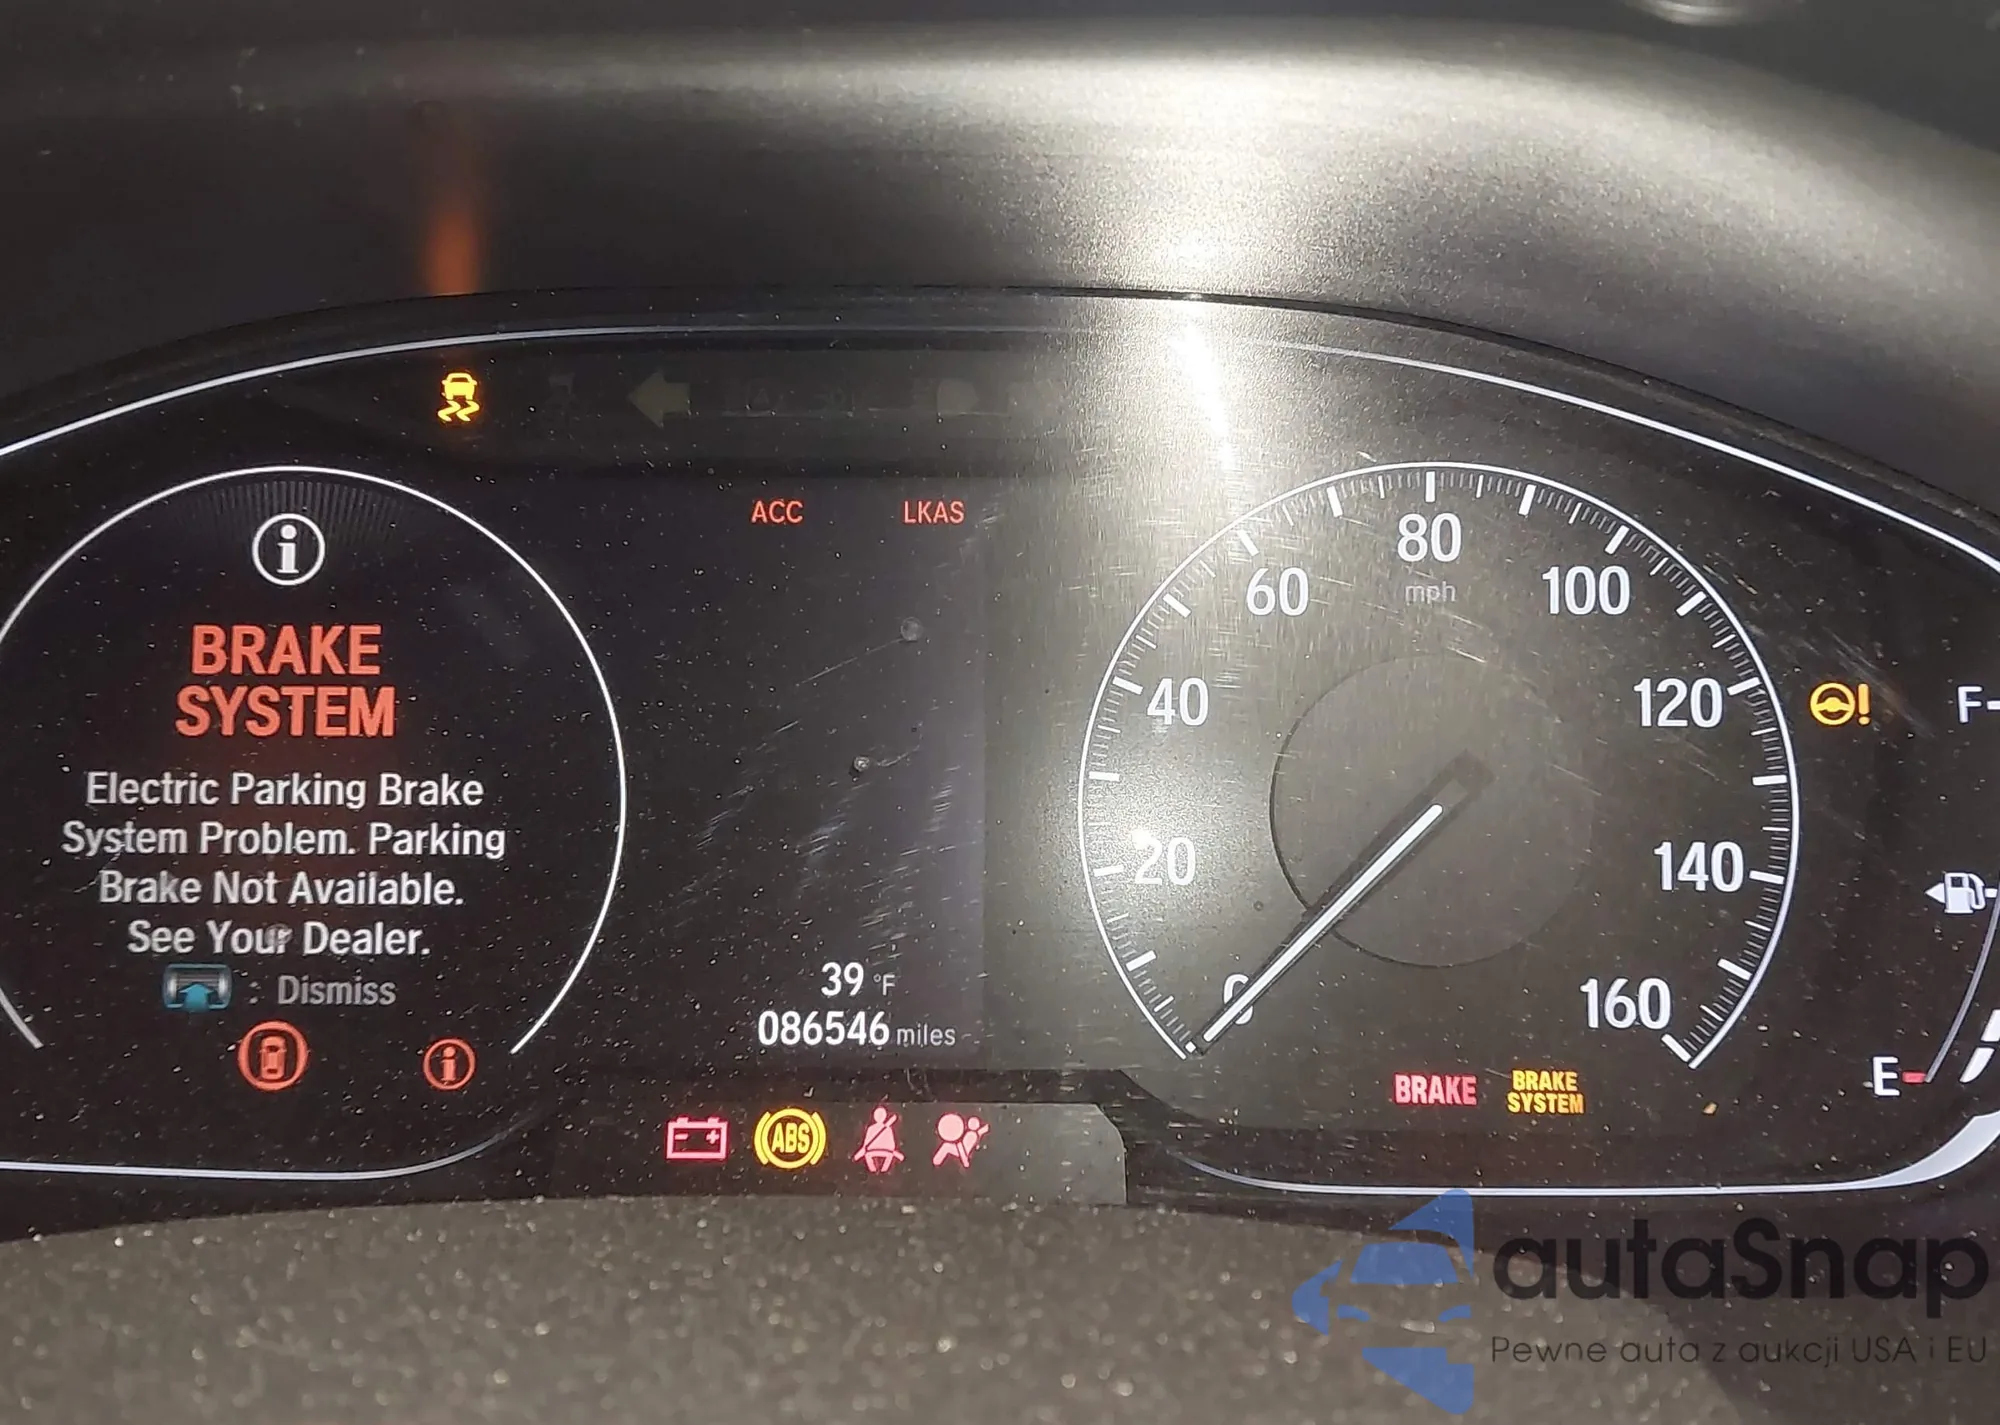 ACC LKAS
BRAKE
SYSTEM
Electric Parking Brake
System Problem. Parking
Brake Not Available.
See Your Dealer.
: Dismiss
39 °F
086546 miles
ABS
0
20
40
60
80
mph
100
120
140
160
BRAKE
BRAKE
SYSTEM
F
E
autaSnap
Pewne auta z aukcji USA i EU